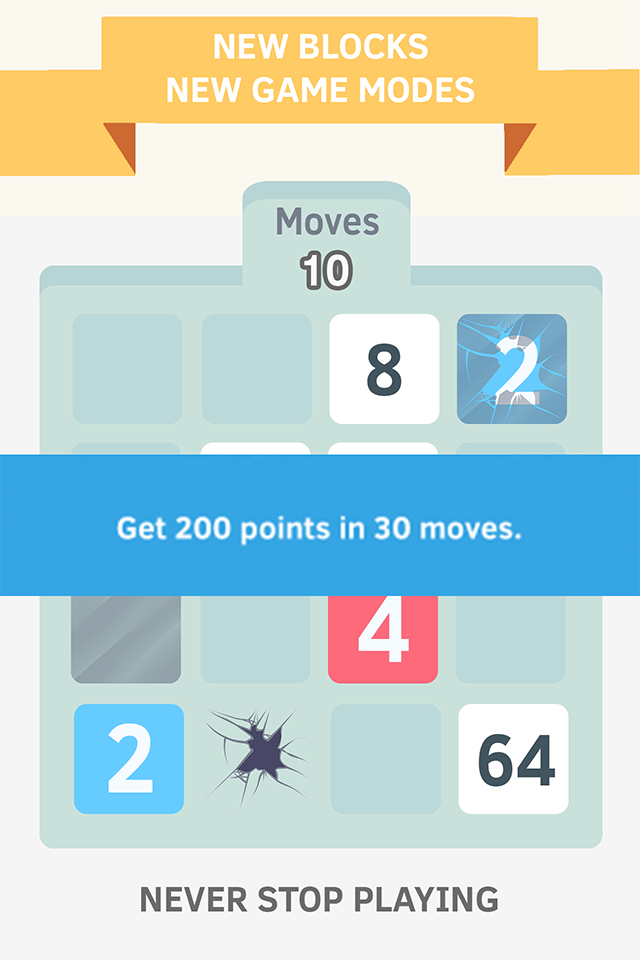 NEW BLOCKS
NEW GAME MODES
Moves
10
8 2
Get 200 points in 30 moves.
4
2 64
NEVER STOP PLAYING